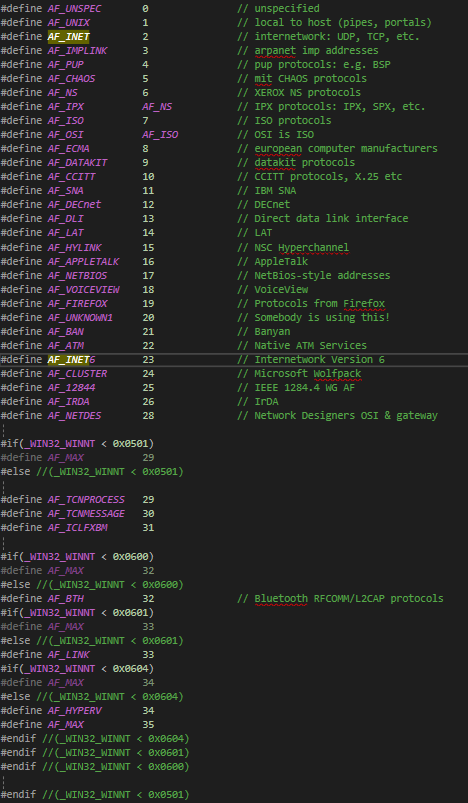 #define AF_UNSPEC 0 // unspecified
#define AF_UNIX 1 // local to host (pipes, portals)
#define AF_INET 2 // internetwork: UDP, TCP, etc.
#define AF_IMPLINK 3 // arpanet imp addresses
#define AF_PUP 4 // pup protocols: e.g. BSP
#define AF_CHAOS 5 // mit CHAOS protocols
#define AF_NS 6 // XEROX NS protocols
#define AF_IPX AF_NS // IPX protocols: IPX, SPX, etc.
#define AF_ISO 7 // ISO protocols
#define AF_OSI AF_ISO // OSI is ISO
#define AF_ECMA 8 // european computer manufacturers
#define AF_DATAKIT 9 // datakit protocols
#define AF_CCITT 10 // CCITT protocols, X.25 etc
#define AF_SNA 11 // IBM SNA
#define AF_DECnet 12 // DECnet
#define AF_DLI 13 // Direct data link interface
#define AF_LAT 14 // LAT
#define AF_HYLINK 15 // NSC Hyperchannel
#define AF_APPLETALK 16 // AppleTalk
#define AF_NETBIOS 17 // NetBios-style addresses
#define AF_VOICEVIEW 18 // VoiceView
#define AF_FIREFOX 19 // Protocols from Firefox
#define AF_UNKNOWN1 20 // Somebody is using this!
#define AF_BAN 21 // Banyan
#define AF_ATM 22 // Native ATM Services
#define AF_INET6 23 // Internetwork Version 6
#define AF_CLUSTER 24 // Microsoft Wolfpack
#define AF_12844 25 // IEEE 1284.4 WG AF
#define AF_IRDA 26 // IrDA
#define AF_NETDES 28 // Network Designers OSI & gateway
#if(_WIN32_WINNT < 0x0501)
#define AF_MAX 29
#else //(_WIN32_WINNT < 0x0501)
#define AF_TCNPROCESS 29
#define AF_TCNMESSAGE 30
#define AF_ICLFXBM 31
#if(_WIN32_WINNT < 0x0600)
#define AF_MAX 32
#else //(_WIN32_WINNT < 0x0600)
#define AF_BTH 32 // Bluetooth RFCOMM/L2CAP protocols
#if(_WIN32_WINNT < 0x0601)
#define AF_MAX 33
#else //(_WIN32_WINNT < 0x0601)
#define AF_LINK 33
#if(_WIN32_WINNT < 0x0604)
#define AF_MAX 34
#else //(_WIN32_WINNT < 0x0604)
#define AF_HYPERV 34
#define AF_MAX 35
#endif //(_WIN32_WINNT < 0x0604)
#endif //(_WIN32_WINNT < 0x0601)
#endif //(_WIN32_WINNT < 0x0600)
#endif //(_WIN32_WINNT < 0x0501)